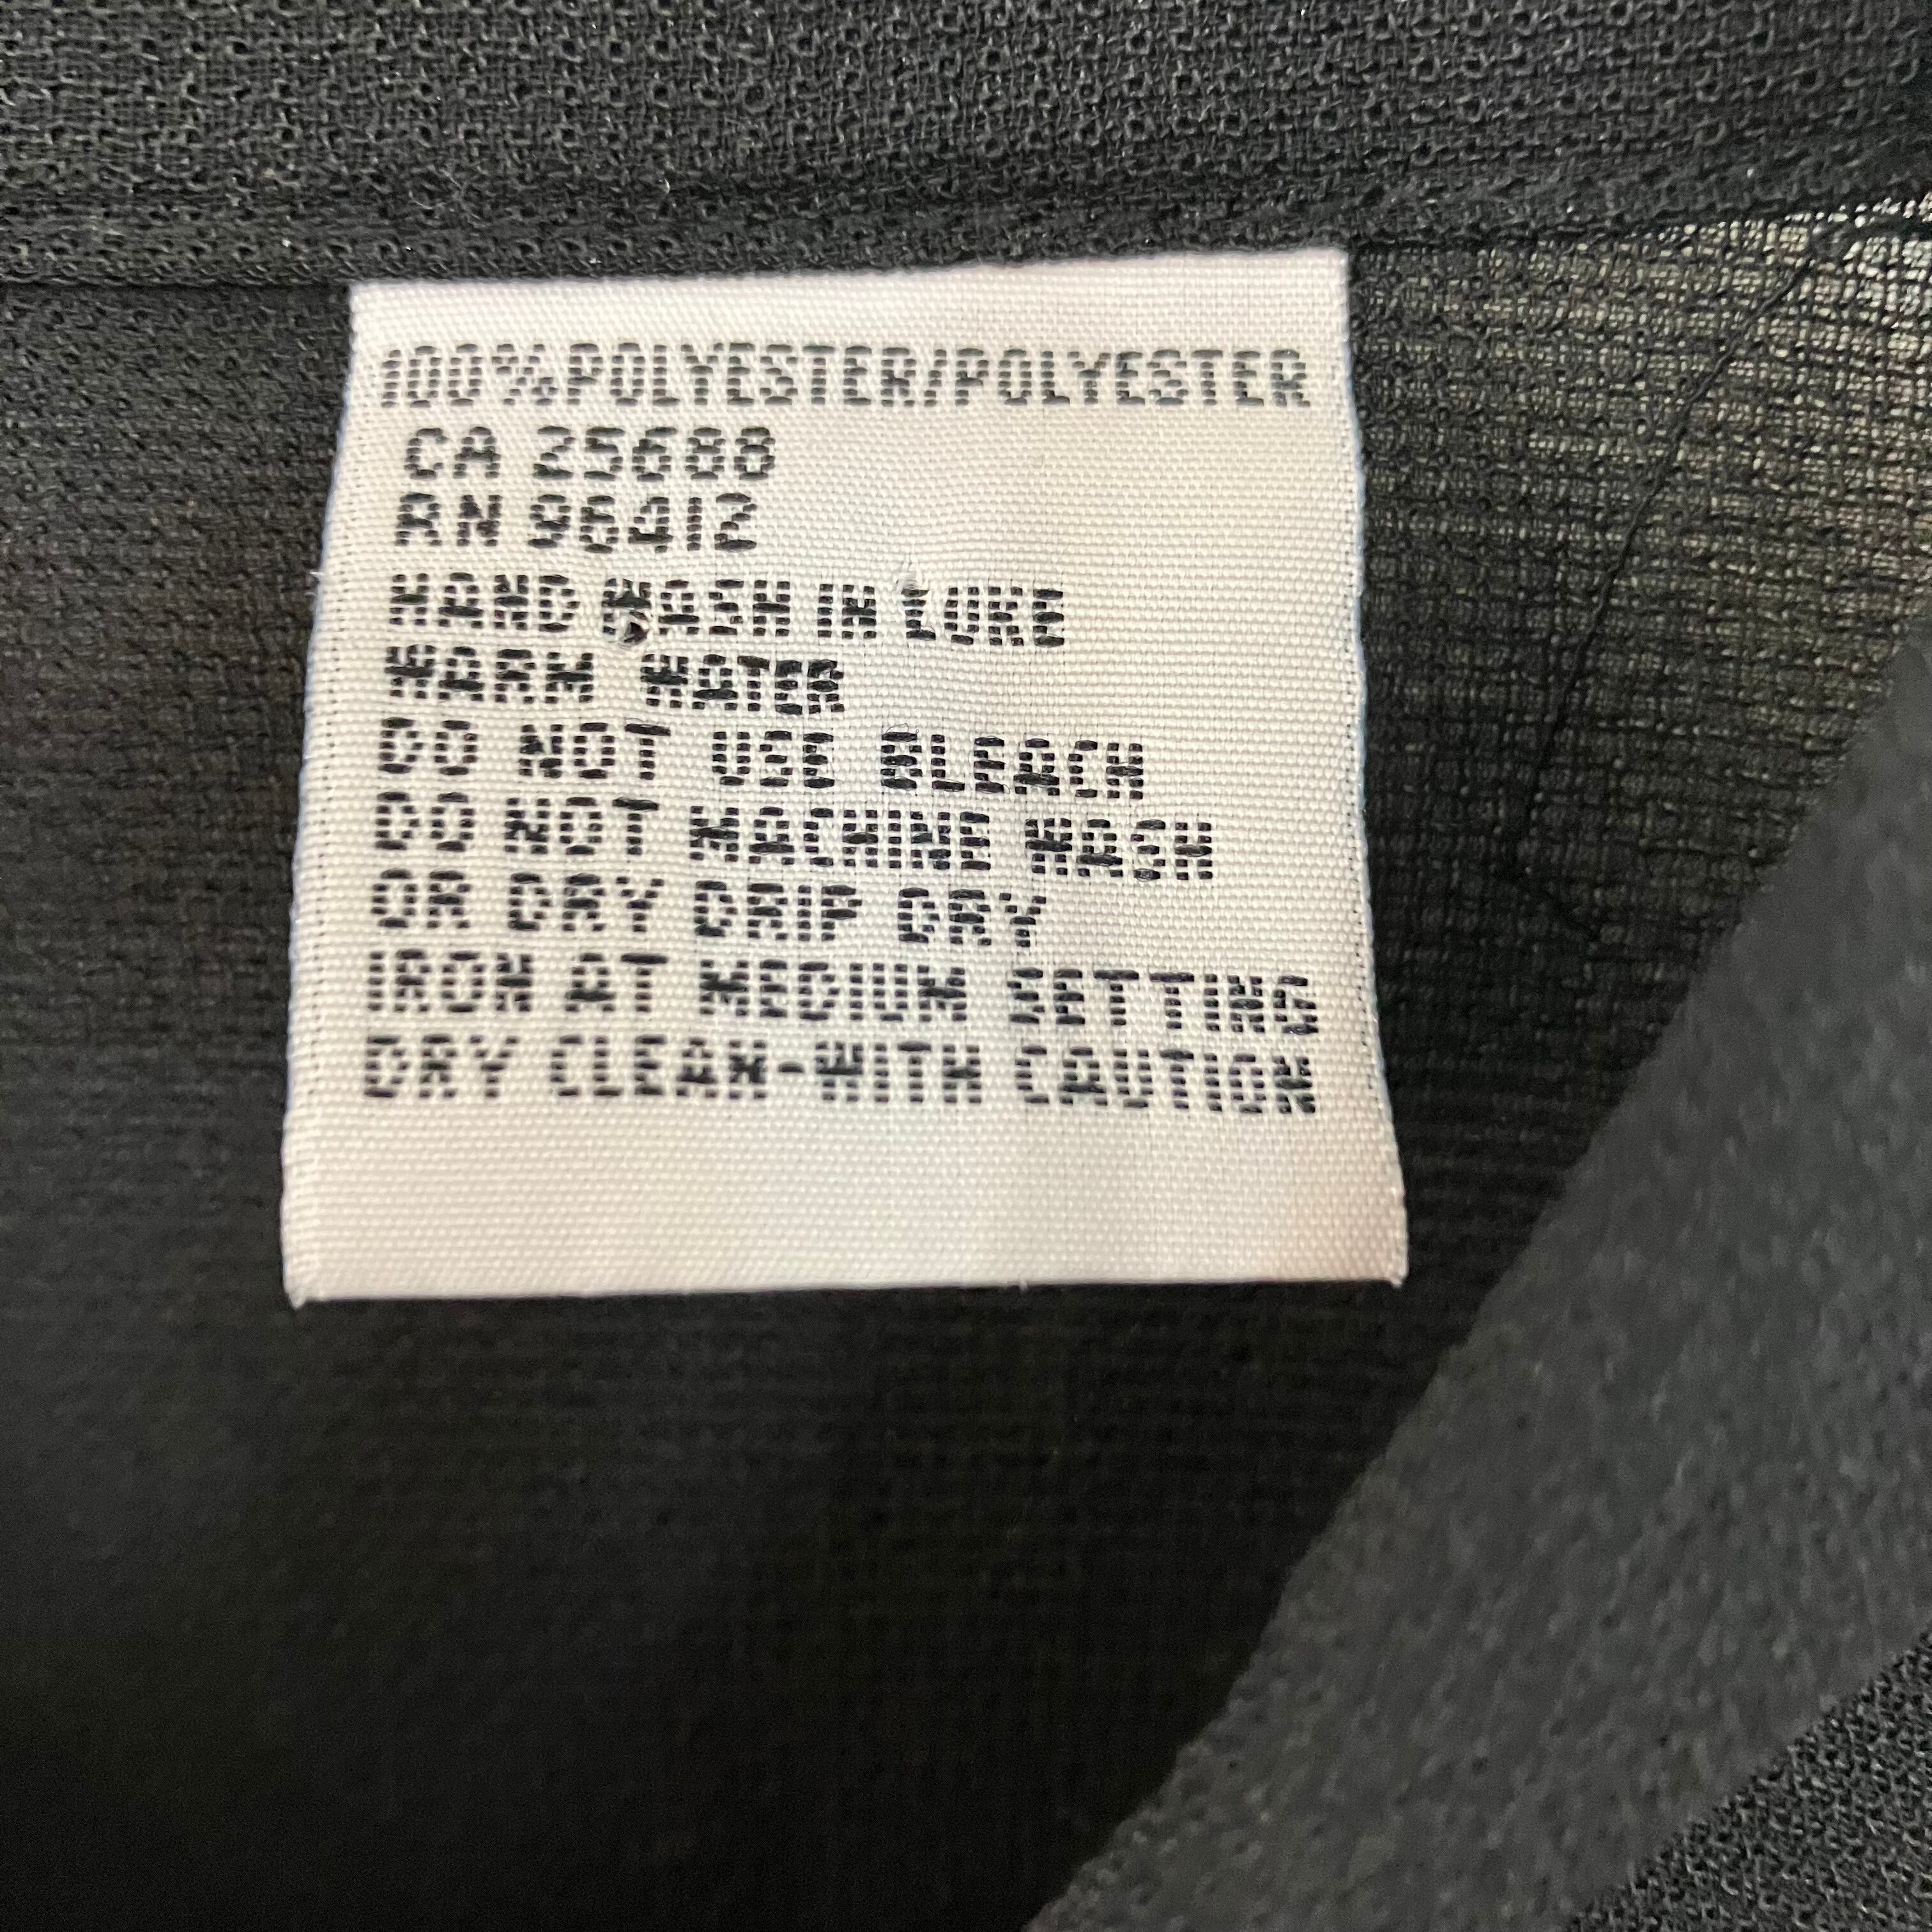 100%POLYESTER/POLYESTER
CA 25688
RN 96412
HAND WASH IN LUKE
WARM WATER
DO NOT USE BLEACH
DO NOT MACHINE WASH
OR DRY DRIP DRY
IRON AT MEDIUM SETTING
DRY CLEAN-WITH CAUTION